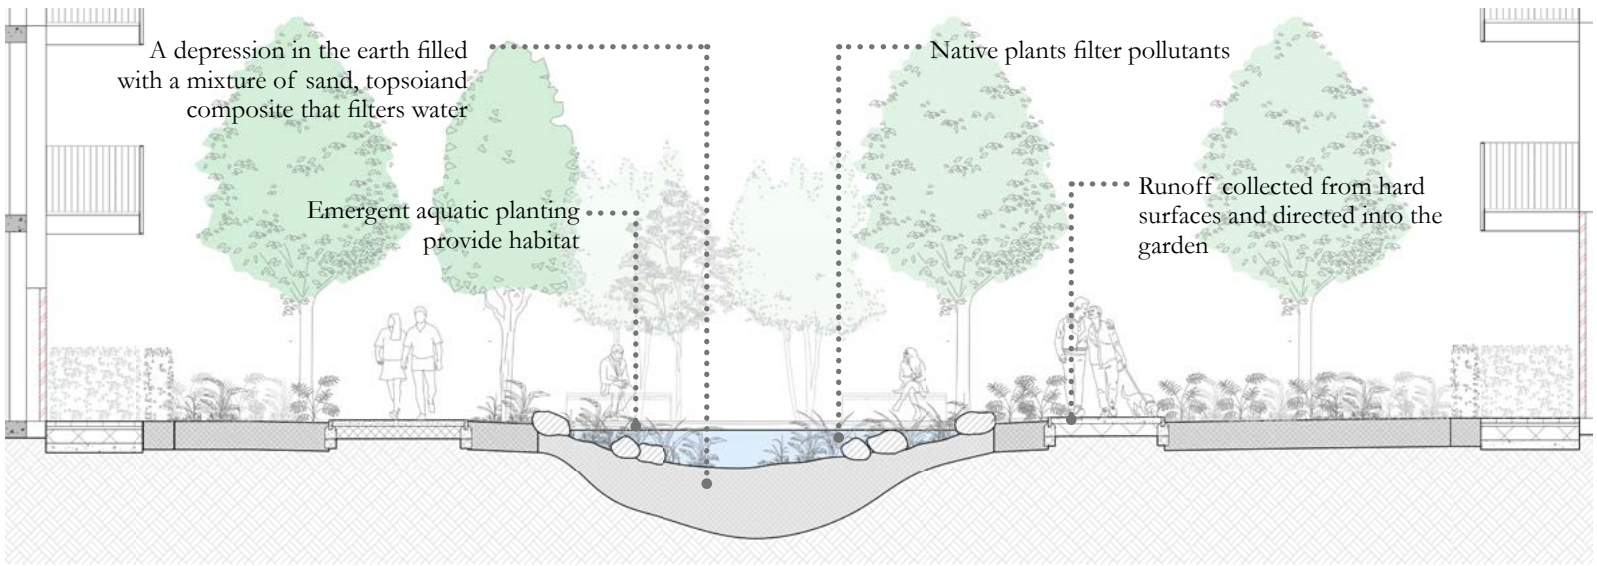 A depression in the earth filled
with a mixture of sand, topsoiand
composite that filters water
Native plants filter pollutants
Emergent aquatic planting
provide habitat
Runoff collected from hard
surfaces and directed into the
garden